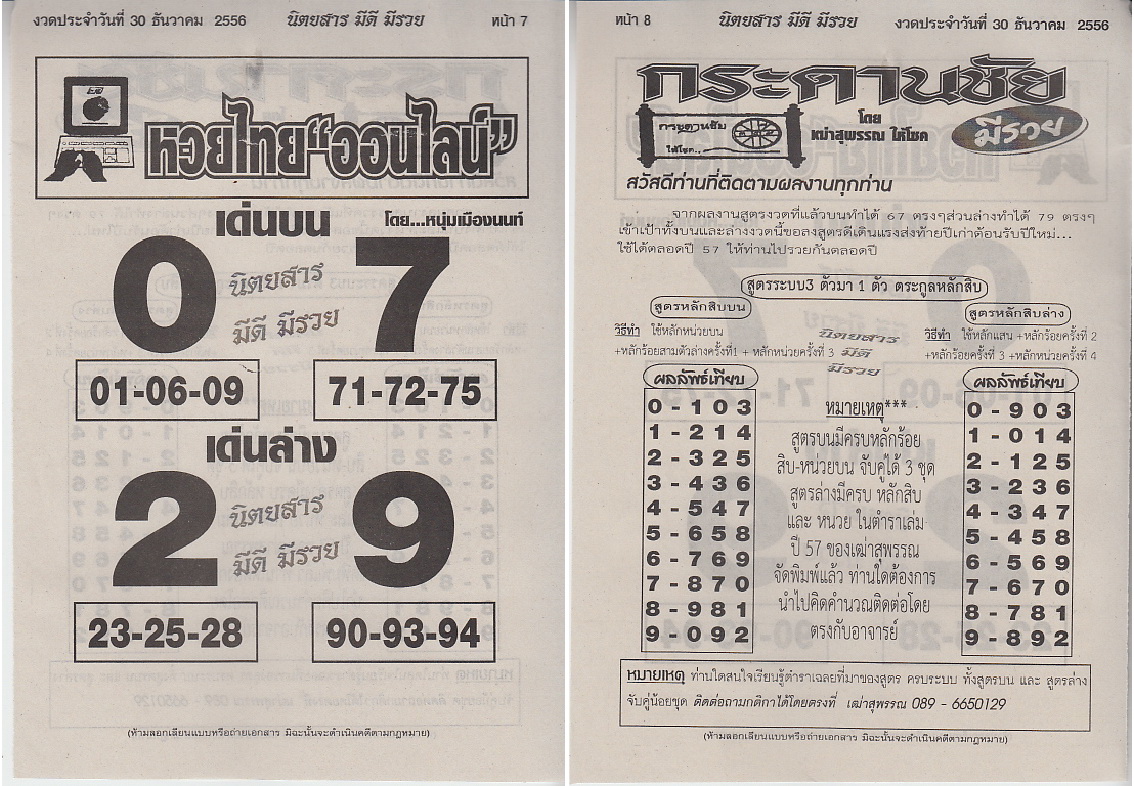 งวดประจำวันที่ 30 ธันวาคม 2556 นิตยสาร มีดี มีรวย หน้า 7
หวยไทย“ออนไลน์”
เด่นบน โดย...หนุ่มเมืองนนท์
0 7
นิตยสาร
มีดี มีรวย
01-06-09 71-72-75
เด่นล่าง
2 9
นิตยสาร
มีดี มีรวย
23-25-28 90-93-94
(ห้ามลอกเลียนแบบหรือถ่ายเอกสาร มิฉะนั้นจะดำเนินคดีตามกฎหมาย)
หน้า 8 นิตยสาร มีดี มีรวย งวดประจำวันที่ 30 ธันวาคม 2556
กระดานชัย
กระดานชัย
ให้โชค..
โดย
เฒ่าสุพรรณ ให้โชค
มีรวย
สวัสดีท่านที่ติดตามผลงานทุกท่าน
จากผลงานสูตรงวดที่แล้วบนทำได้ 67 ตรงๆส่วนล่างทำได้ 79 ตรงๆ
เข้าเป้าทั้งบนและล่างงวดนี้ขอลงสูตรดีเดินแรงส่งท้ายปีเก่าต้อนรับปีใหม่...
ใช้ได้ตลอดปี 57 ให้ท่านไปรวยกันตลอดปี
สูตรระบบ3 ตัวมา 1 ตัว ตระกูลหลักสิบ
สูตรหลักสิบบน
วิธีทำ ใช้หลักหน่วยบน
+หลักร้อยสามตัวล่างครั้งที่1 + หลักหน่วยครั้งที่ 3
นิตยสาร
มีดี
มีรวย
สูตรหลักสิบล่าง
วิธีทำ ใช้หลักแสน +หลักร้อยครั้งที่ 2
+หลักร้อยครั้งที่ 3 +หลักหน่วยครั้งที่ 4
ผลลัพธ์เทียบ
0 - 1 0 3
1 - 2 1 4
2 - 3 2 5
3 - 4 3 6
4 - 5 4 7
5 - 6 5 8
6 - 7 6 9
7 - 8 7 0
8 - 9 8 1
9 - 0 9 2
หมายเหตุ***
สูตรบนมีครบหลักร้อย
สิบ-หน่วยบน จับคู่ได้ 3 ชุด
สูตรล่างมีครบ หลักสิบ
และ หน่วย ในตำราเล่ม
ปี 57 ของเฒ่าสุพรรณ
จัดพิมพ์แล้ว ท่านใดต้องการ
นำไปคิดคำนวณติดต่อโดย
ตรงกับอาจารย์
ผลลัพธ์เทียบ
0 - 9 0 3
1 - 0 1 4
2 - 1 2 5
3 - 2 3 6
4 - 3 4 7
5 - 4 5 8
6 - 5 6 9
7 - 6 7 0
8 - 7 8 1
9 - 8 9 2
หมายเหตุ ท่านใดสนใจเรียนรู้ตำราเฉลยที่มาของสูตร ครบระบบ ทั้งสูตรบน และ สูตรล่าง
จับคู่น้อยชุด ติดต่อถามกติกาได้โดยตรงที่ เฒ่าสุพรรณ 089 - 6650129
(ห้ามลอกเลียนแบบหรือถ่ายเอกสาร มิฉะนั้นจะดำเนินคดีตามกฎหมาย)